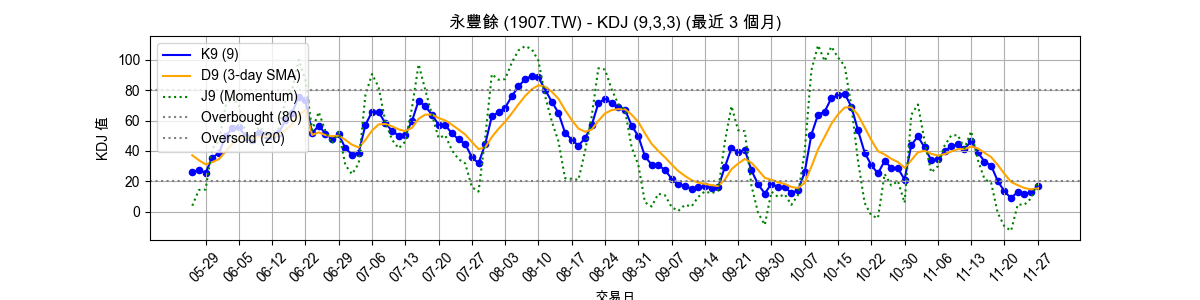 永豐餘 (1907.TW) - KDJ (9,3,3) (最近 3 個月)
KDJ 值
100
80
60
40
20
0
K9 (9)
D9 (3-day SMA)
J9 (Momentum)
Overbought (80)
Oversold (20)
05-29 06-05 06-12 06-22 06-29 07-06 07-13 07-20 07-27 08-03 08-10 08-17 08-24 08-31 09-07 09-14 09-21 09-30 10-07 10-15 10-22 10-30 11-06 11-13 11-20 11-27
交易日